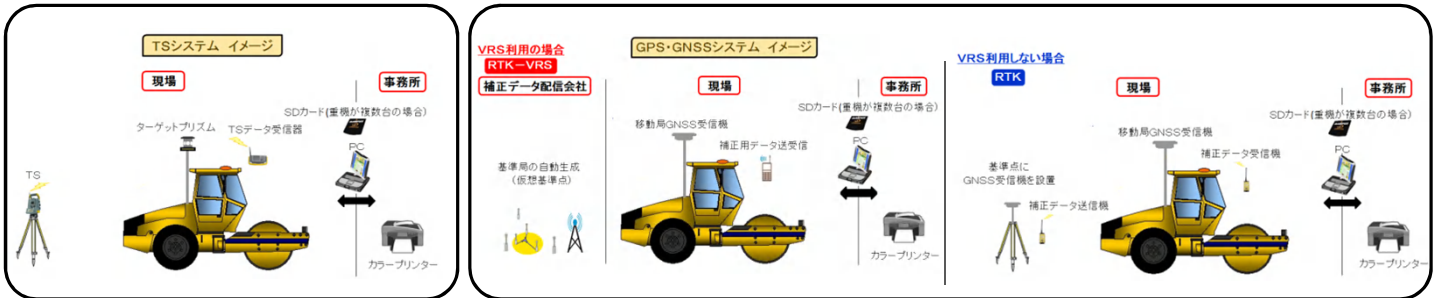 TSシステム イメージ
現場
事務所
SDカード(重機が複数台の場合)
ターゲットプリズム
TSデータ受信器
PC
TS
カラープリンター
VRS利用の場合
RTK－VRS
補正データ配信会社
GPS・GNSSシステム イメージ
現場
事務所
SDカード(重機が複数台の場合)
移動局GNSS受信機
補正用データ送受信
PC
基準局の自動生成
（仮想基準点）
カラープリンター
VRS利用しない場合
RTK
現場
事務所
SDカード(重機が複数台の場合)
移動局GNSS受信機
補正データ受信機
PC
基準点に
GNSS受信機を設置
補正データ送信機
カラープリンター